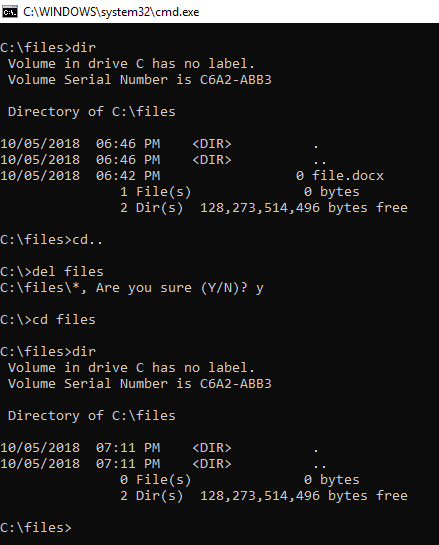 C:\WINDOWS\system32\cmd.exe
C:\files>dir
Volume in drive C has no label.
Volume Serial Number is C6A2-ABB3
Directory of C:\files
10/05/2018  06:46 PM    <DIR>          .
10/05/2018  06:46 PM    <DIR>          ..
10/05/2018  06:42 PM                 0 file.docx
1 File(s)              0 bytes
2 Dir(s)  128,273,514,496 bytes free
C:\files>cd..
C:\>del files
C:\files\*, Are you sure (Y/N)? y
C:\>cd files
C:\files>dir
Volume in drive C has no label.
Volume Serial Number is C6A2-ABB3
Directory of C:\files
10/05/2018  07:11 PM    <DIR>          .
10/05/2018  07:11 PM    <DIR>          ..
0 File(s)              0 bytes
2 Dir(s)  128,273,514,496 bytes free
C:\files>